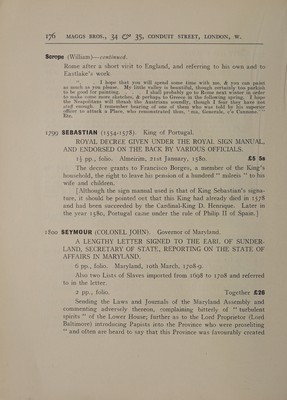 176 MAGGS BROS., 34 & 35, CONDUIT STREET, LONDON, W.
(William)—continued.
Rome after a short visit to England, and referring to his own and to
Eastlake's work
". . . I hope that you will spend some time with me, & you can paint
as much as you please. My little valley is beautiful, though certainly too parkish
to be good for painting. . . . I shall probably go to Rome next winter in order
to make some more sketches, & perhaps to Greece in the following spring. I hope
the Neapolitans will thrash the Austrians soundly, though I fear they have not
steel enough. I remember hearing of one of them who was told by his superior
officer to attack a Place, who remonstrated thus, 'ma, Generale, c'e Cannone.'"
Etc.
1799 SEBASTIAN (1554-1578). King of Portugal.
ROYAL DECREE GIVEN UNDER THE ROYAL SIGN MANUAL,
AND ENDORSED ON THE BACK BY VARIOUS OFFICIALS.
1½ pp., folio. Almeirim, 21st January, 1580. £5 5s
The decree grants to Francisco Borges, a member of the King's
household, the right to leave his pension of a hundred " mileris " to his
wife and children.
[Although the sign manual used is that of King Sebastian's signa-
ture, it should be pointed out that this King had already died in 1578
and had been succeeded by the Cardinal-King D. Henrique. Later in
the year 1580, Portugal came under the rule of Philip II of Spain.]
1800 SEYMOUR (COLONEL JOHN). Governor of Maryland.
A LENGTHY LETTER SIGNED TO THE EARL OF SUNDER-
LAND, SECRETARY OF STATE, REPORTING ON THE STATE OF
AFFAIRS IN MARYLAND.
6 pp., folio. Maryland, 10th March, 1708-9.
Also two Lists of Slaves imported from 1698 to 1708 and referred
to in the letter.
2 pp., folio. Together £26
Sending the Laws and Journals of the Maryland Assembly and
commenting adversely thereon, complaining bitterly of " turbulent
spirits " of the Lower House; further as to the Lord Proprietor (Lord
Baltimore) introducing Papists into the Province who were proseliting
" and often are heard to say that this Province was favourably created